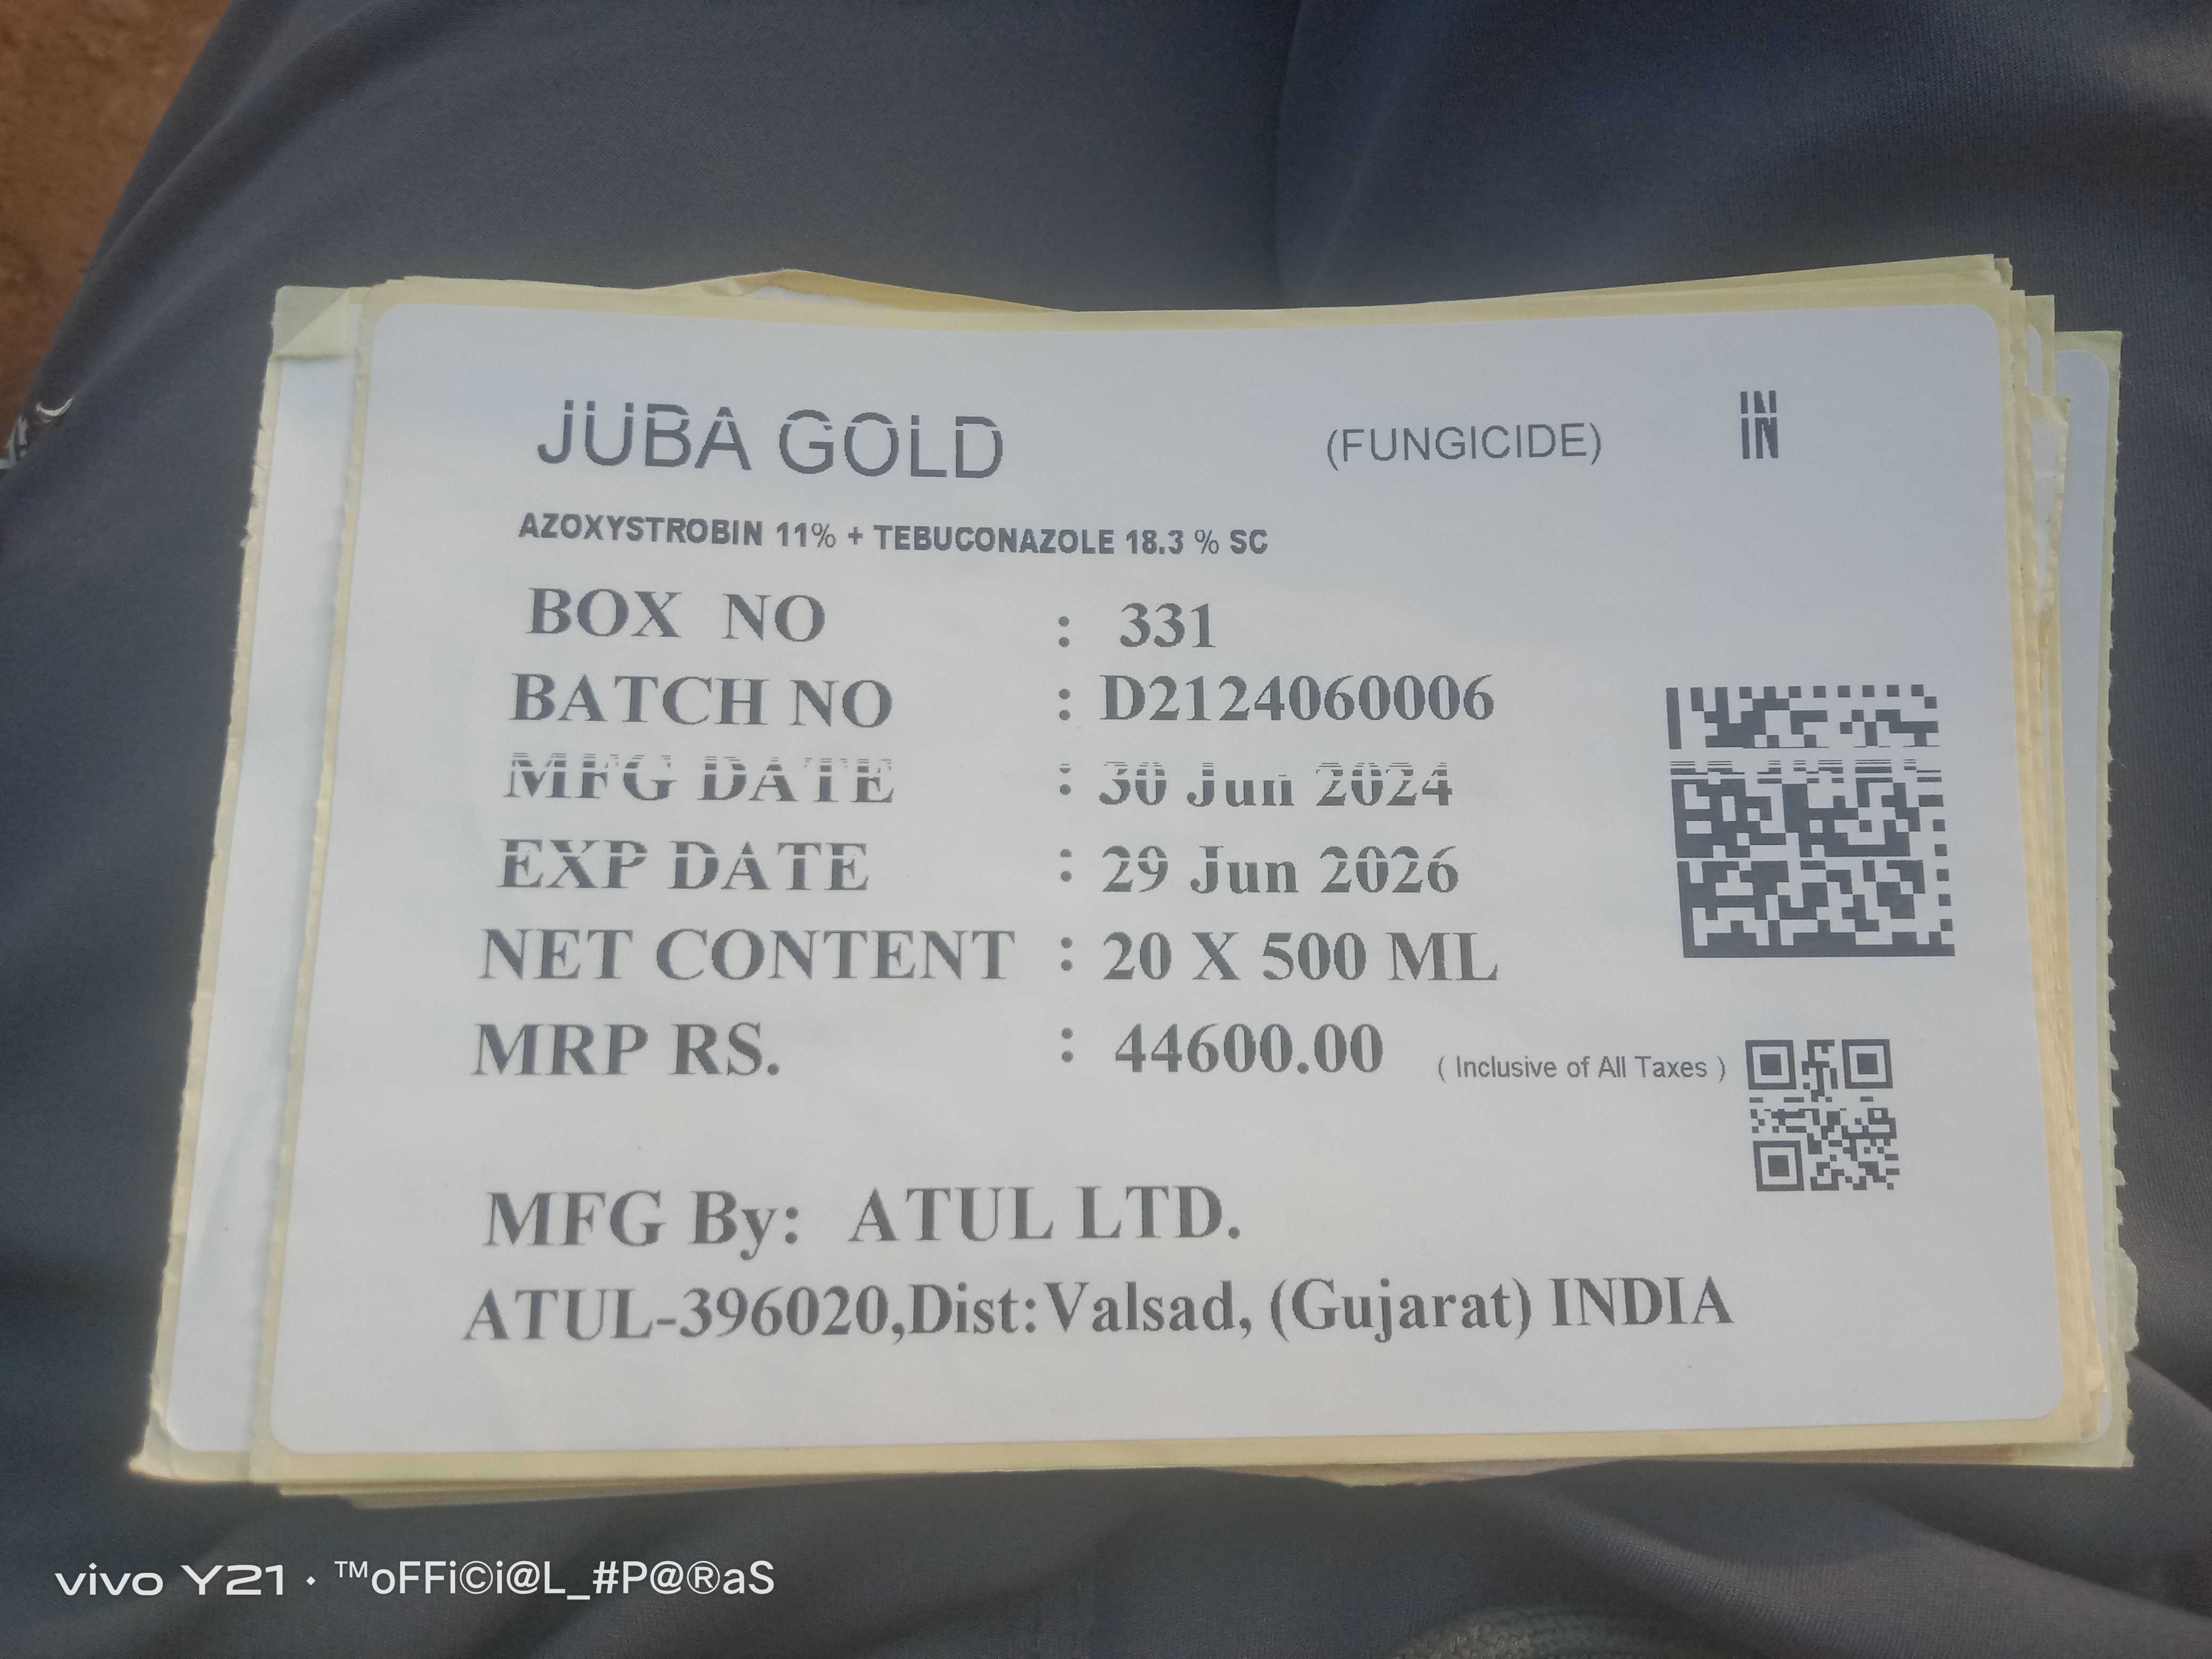 JUBA GOLD (FUNGICIDE) IN
AZOXYSTROBIN 11% + TEBUCONAZOLE 18.3 % SC
BOX NO : 331
BATCH NO : D2124060006
MFG DATE : 30 Jun 2024
EXP DATE : 29 Jun 2026
NET CONTENT : 20 X 500 ML
MRP RS. : 44600.00 ( Inclusive of All Taxes )
MFG By: ATUL LTD.
ATUL-396020,Dist:Valsad, (Gujarat) INDIA
vivo Y21 · ™oFFi©i@L_#P@®aS